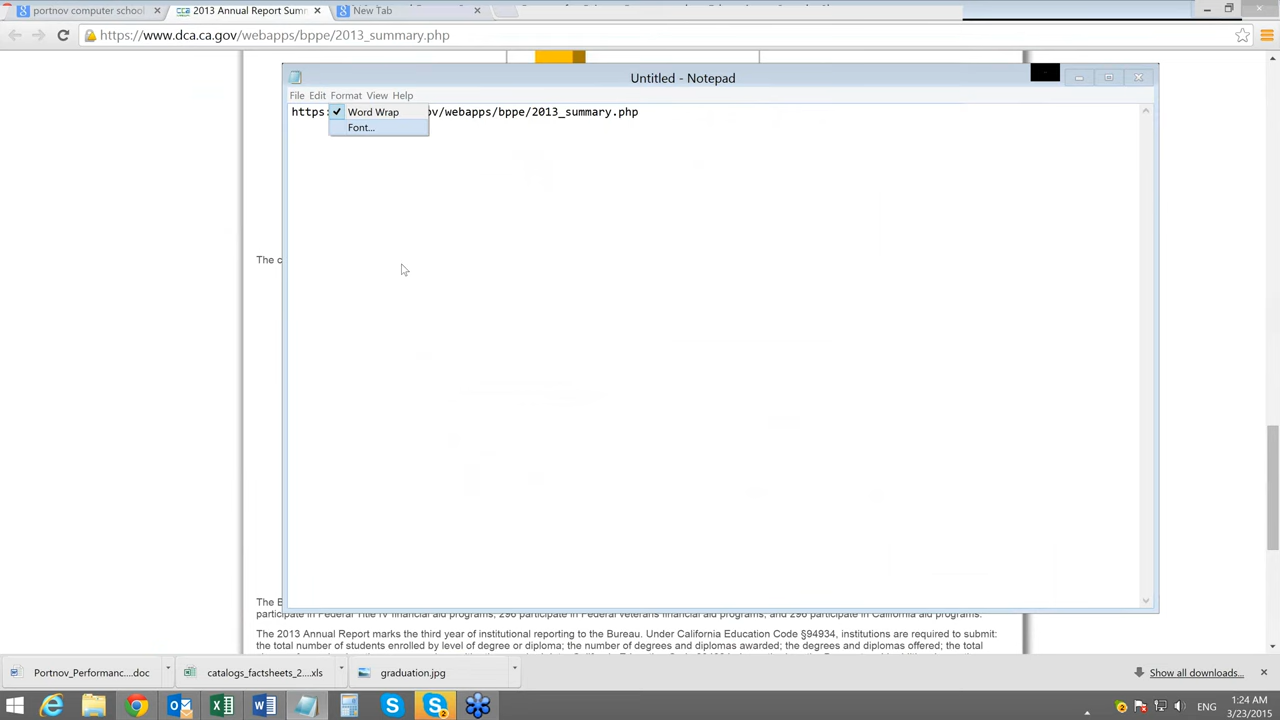 portnov computer school
2013 Annual Report Summ
New Tab
https://www.dca.ca.gov/webapps/bppe/2013_summary.php
Untitled - Notepad
File Edit Format View Help
https: ov/webapps/bppe/2013_summary.php
Word Wrap
Font...
The c
The E
participate in Federal Title IV financial aid programs, 296 participate in Federal veterans financial aid programs, and 296 participate in California aid programs.
The 2013 Annual Report marks the third year of institutional reporting to the Bureau. Under California Education Code §94934, institutions are required to submit:
the total number of students enrolled by level of degree or diploma; the number of degrees and diplomas awarded; the degrees and diplomas offered; the total
Portnov_Performanc....doc
catalogs_factsheets_2....xls
graduation.jpg
Show all downloads...
ENG
1:24 AM
3/23/2015